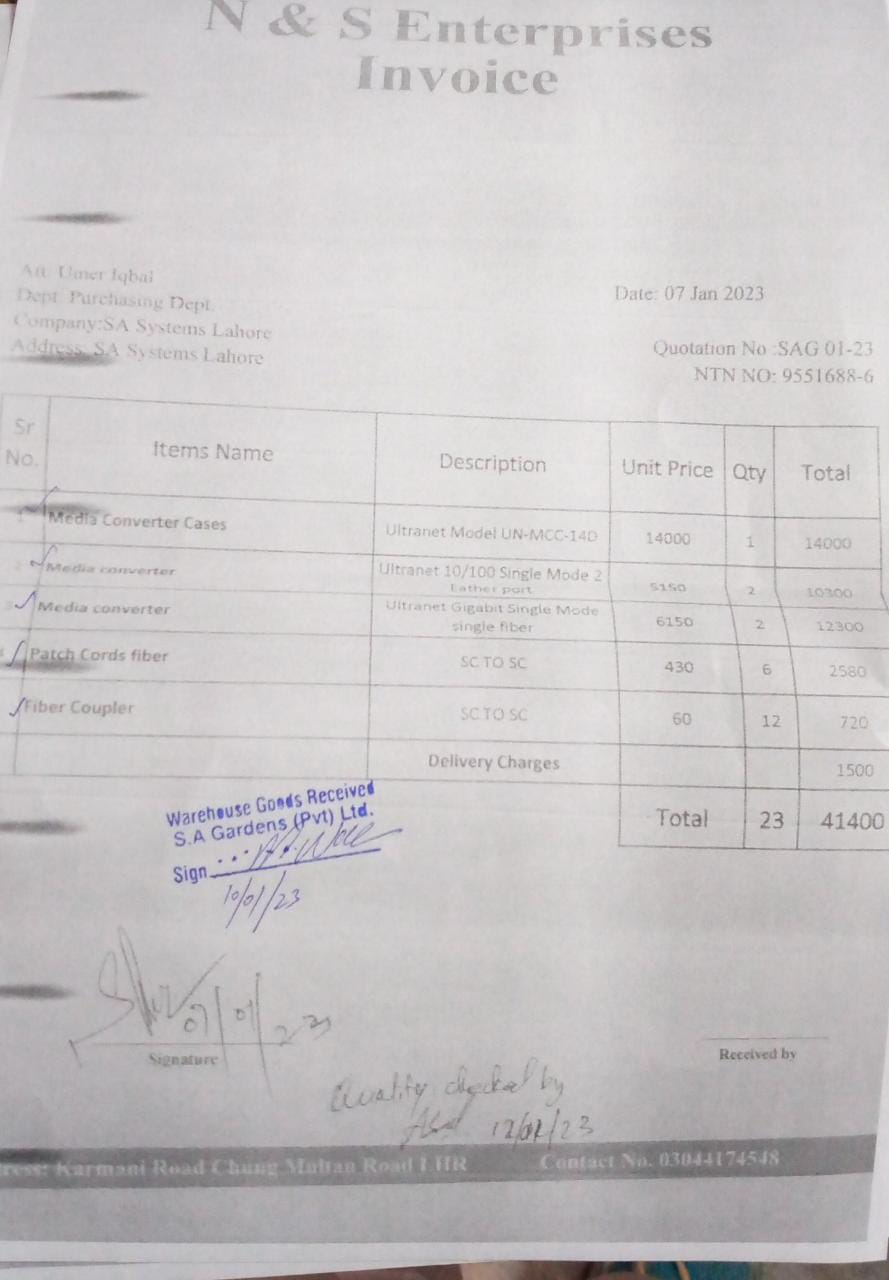 N & S Enterprises
Invoice
Att: Umer Iqbal
Dept: Purchasing Dept.
Company:SA Systems Lahore
Address: SA Systems Lahore
Date: 07 Jan 2023
Quotation No :SAG 01-23
NTN NO: 9551688-6
Sr No. Items Name Description Unit Price Qty Total
1 Media Converter Cases Ultranet Model UN-MCC-14D 14000 1 14000
2 Media converter Ultranet 10/100 Single Mode 2 Eather port 5150 2 10300
3 Media converter Ultranet Gigabit Single Mode single fiber 6150 2 12300
4 Patch Cords fiber SC TO SC 430 6 2580
Fiber Coupler SC TO SC 60 12 720
Delivery Charges 1500
Total 23 41400
Warehouse Goods Received
S.A Gardens (Pvt) Ltd.
Sign
10/01/23
07/01/23
Signature
Received by
Quality checked by
ress: Karmani Road Chung Multan Road LHR Contact No. 03044174548